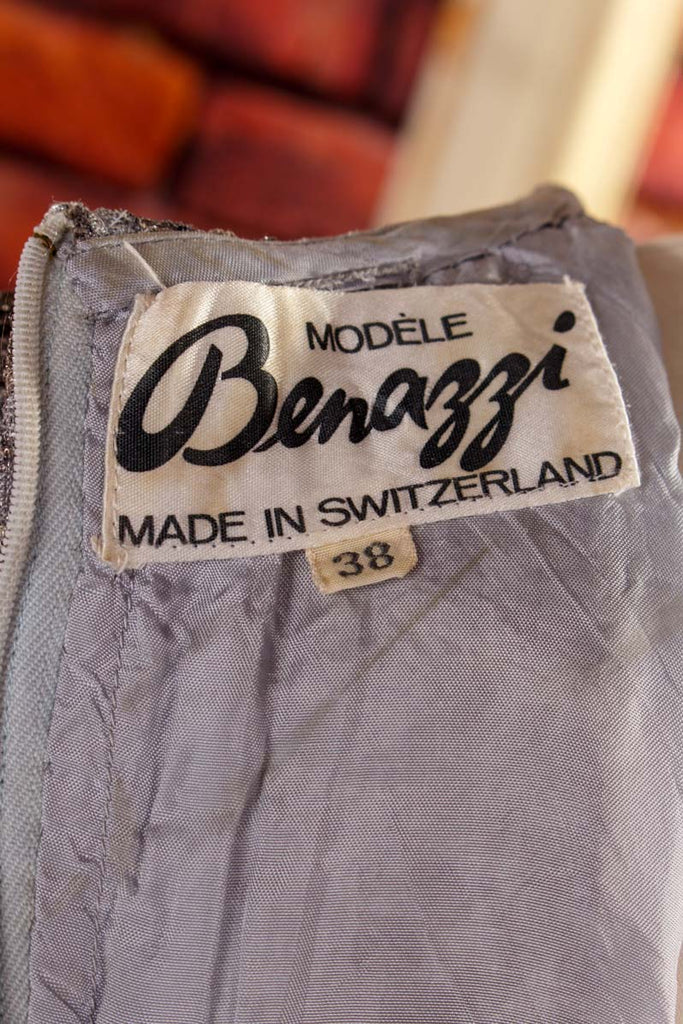 MODÈLE
Benazzi
MADE IN SWITZERLAND
38